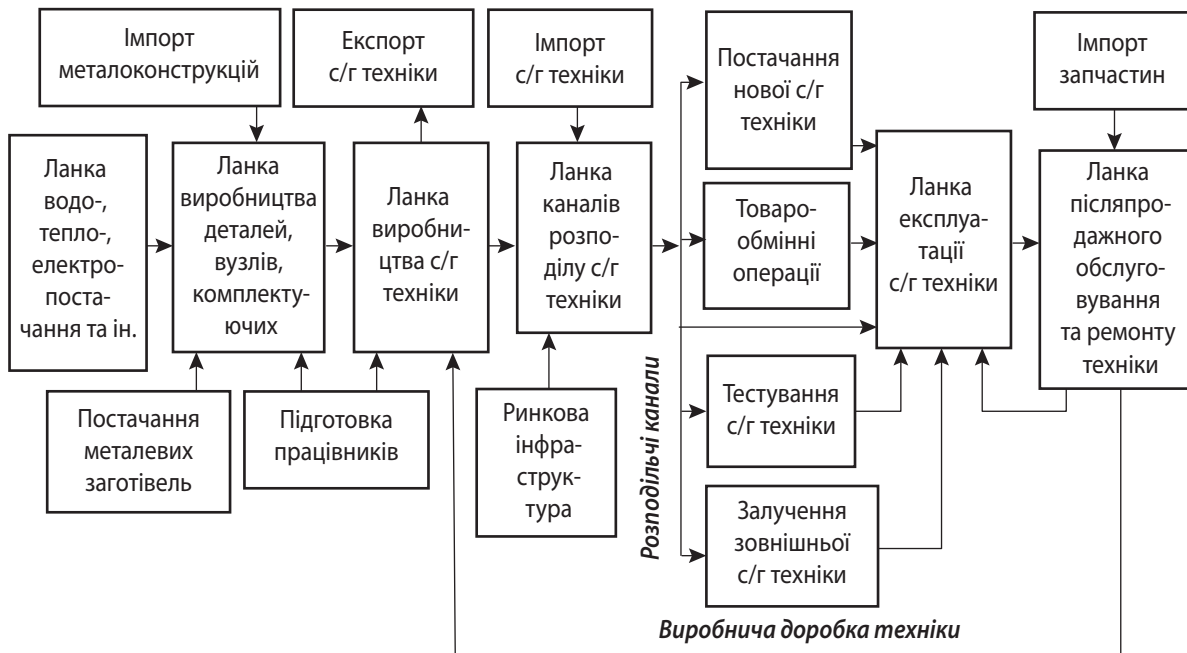 Імпорт
металоконструкцій
Експорт
с/г техніки
Імпорт
с/г техніки
Постачання
нової с/г
техніки
Імпорт
запчастин
Ланка
водо-,
тепло-,
електро-
поста-
чання та ін.
Ланка
виробництва
деталей,
вузлів,
комплекту-
ючих
Ланка
виробни-
цтва с/г
техніки
Ланка
каналів
розпо-
ділу с/г
техніки
Товаро-
обмінні
операції
Ланка
експлуа-
тації
с/г техніки
Ланка
післяпро-
дажного
обслуго-
вування
та ремонту
техніки
Постачання
металевих
заготівель
Підготовка
працівників
Ринкова
інфра-
струк-
тура
Розподільчі канали
Тестування
с/г техніки
Залучення
зовнішньої
с/г техніки
Виробнича доробка техніки